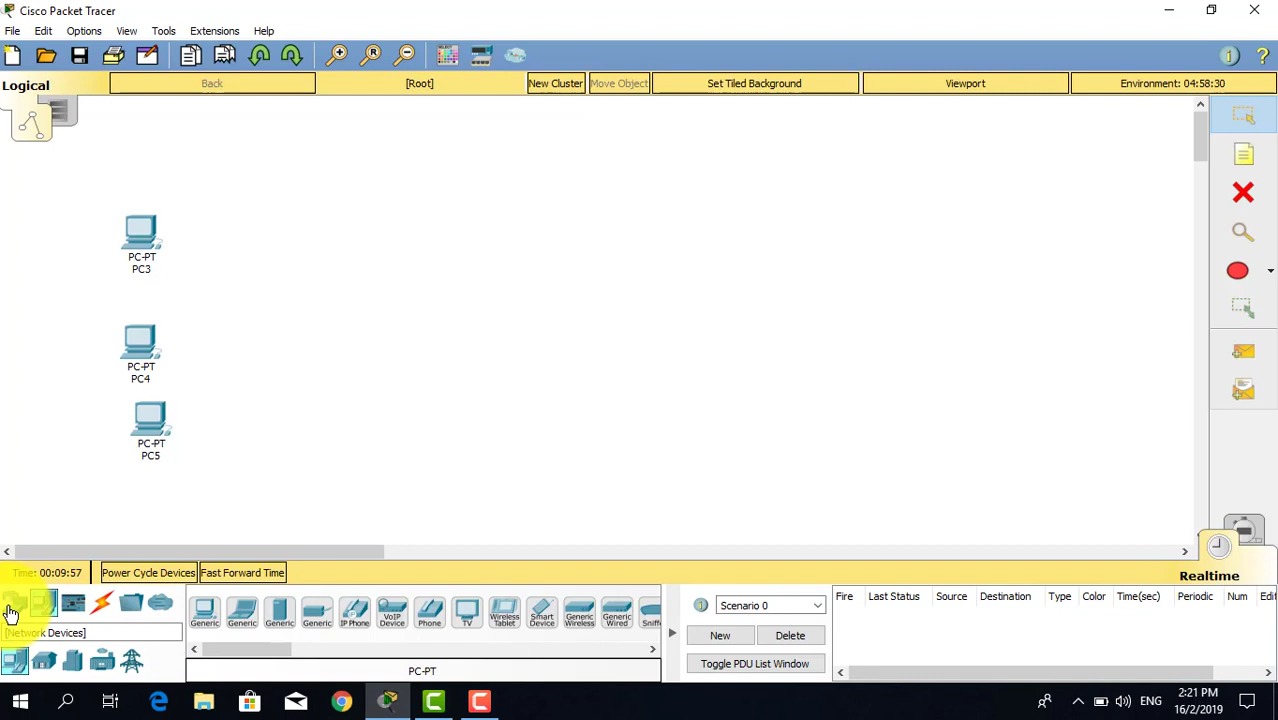 Cisco Packet Tracer
File Edit Options View Tools Extensions Help
Logical Back [Root] New Cluster Move Object Set Tiled Background Viewport Environment: 04:58:30
PC-PT
PC3
PC-PT
PC4
PC-PT
PC5
Time: 00:09:57 Power Cycle Devices Fast Forward Time
Realtime
Generic Generic Generic Generic IP Phone VoIP Device Phone TV Wireless Tablet Smart Device Generic Wireless Generic Wired Sniff
[Network Devices]
PC-PT
Scenario 0
New Delete
Toggle PDU List Window
Fire Last Status Source Destination Type Color Time(sec) Periodic Num Edi
ENG
2:21 PM
16/2/2019